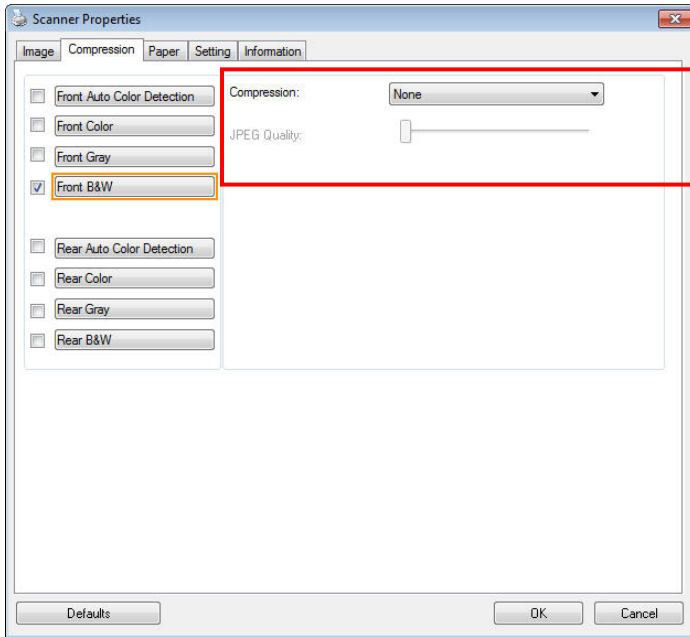 Scanner Properties
Image Compression Paper Setting Information
Front Auto Color Detection
Front Color
Front Gray
Front B&W
Rear Auto Color Detection
Rear Color
Rear Gray
Rear B&W
Compression: None
JPEG Quality:
Defaults OK Cancel